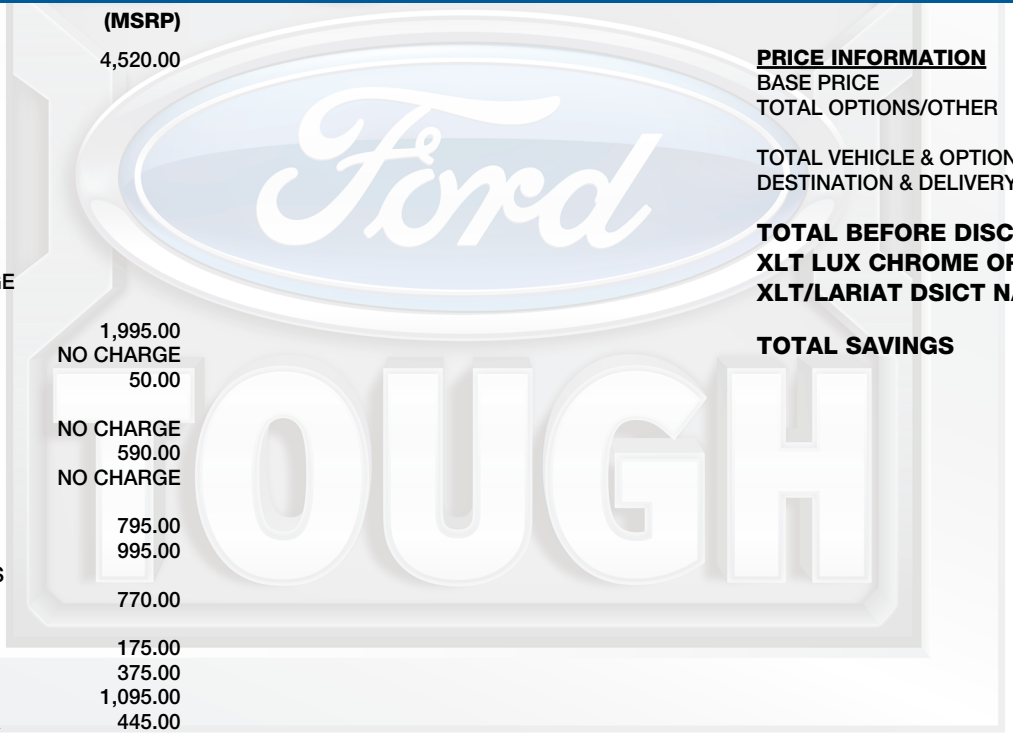 (MSRP)
4,520.00
GE
1,995.00
NO CHARGE
50.00
NO CHARGE
590.00
NO CHARGE
795.00
995.00
S
770.00
175.00
375.00
1,095.00
445.00
PRICE INFORMATION
BASE PRICE
TOTAL OPTIONS/OTHER
TOTAL VEHICLE & OPTION
DESTINATION & DELIVERY
TOTAL BEFORE DISC
XLT LUX CHROME OP
XLT/LARIAT DSICT NA
TOTAL SAVINGS
Ford
TOUGH